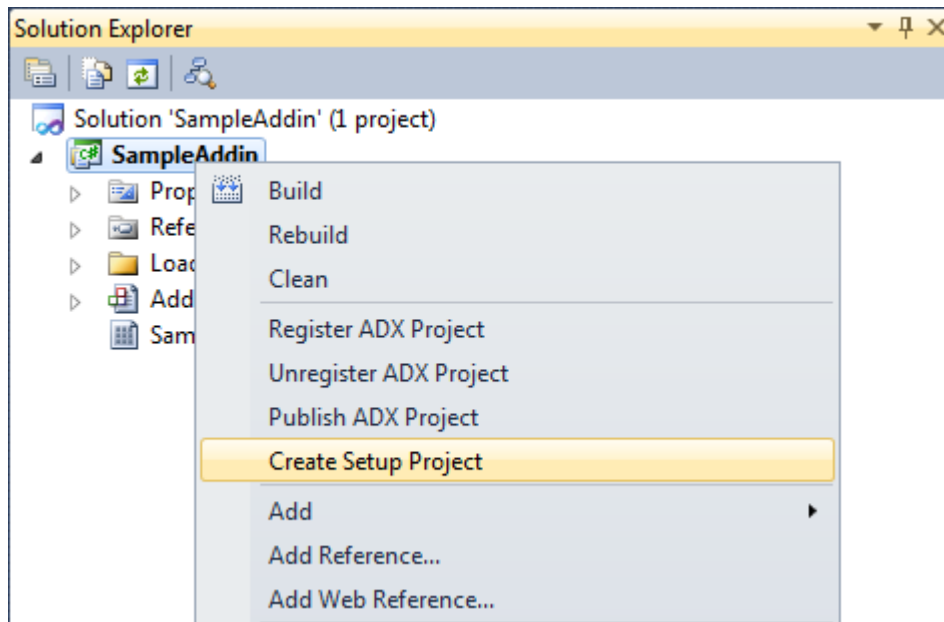 Solution Explorer
Solution 'SampleAddin' (1 project)
SampleAddin
Prop
Build
Refe
Rebuild
Load
Clean
Add
Register ADX Project
Sam
Unregister ADX Project
Publish ADX Project
Create Setup Project
Add
Add Reference...
Add Web Reference...